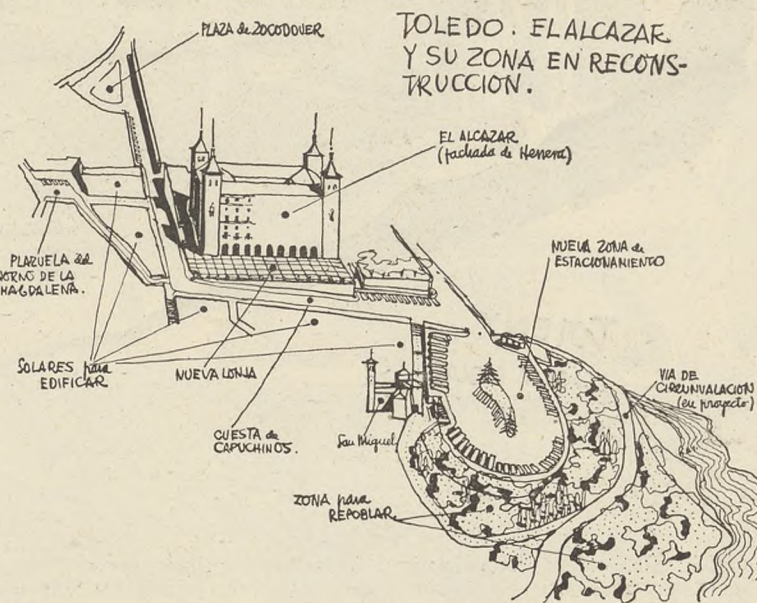 PLAZA de ZOCODOVER
TOLEDO. EL ALCAZAR
Y SU ZONA EN RECONS-
TRUCCION.
EL ALCAZAR
(fachada de Herrera)
NUEVA ZONA de
ESTACIONAMIENTO
PLAZUELA del
HORNO DE LA
MAGDALENA.
SOLARES para
EDIFICAR
NUEVA LONJA
CUESTA de
CAPUCHINOS.
San Miguel
VIA DE
CIRCUNVALACION
(en proyecto)
ZONA para
REPOBLAR